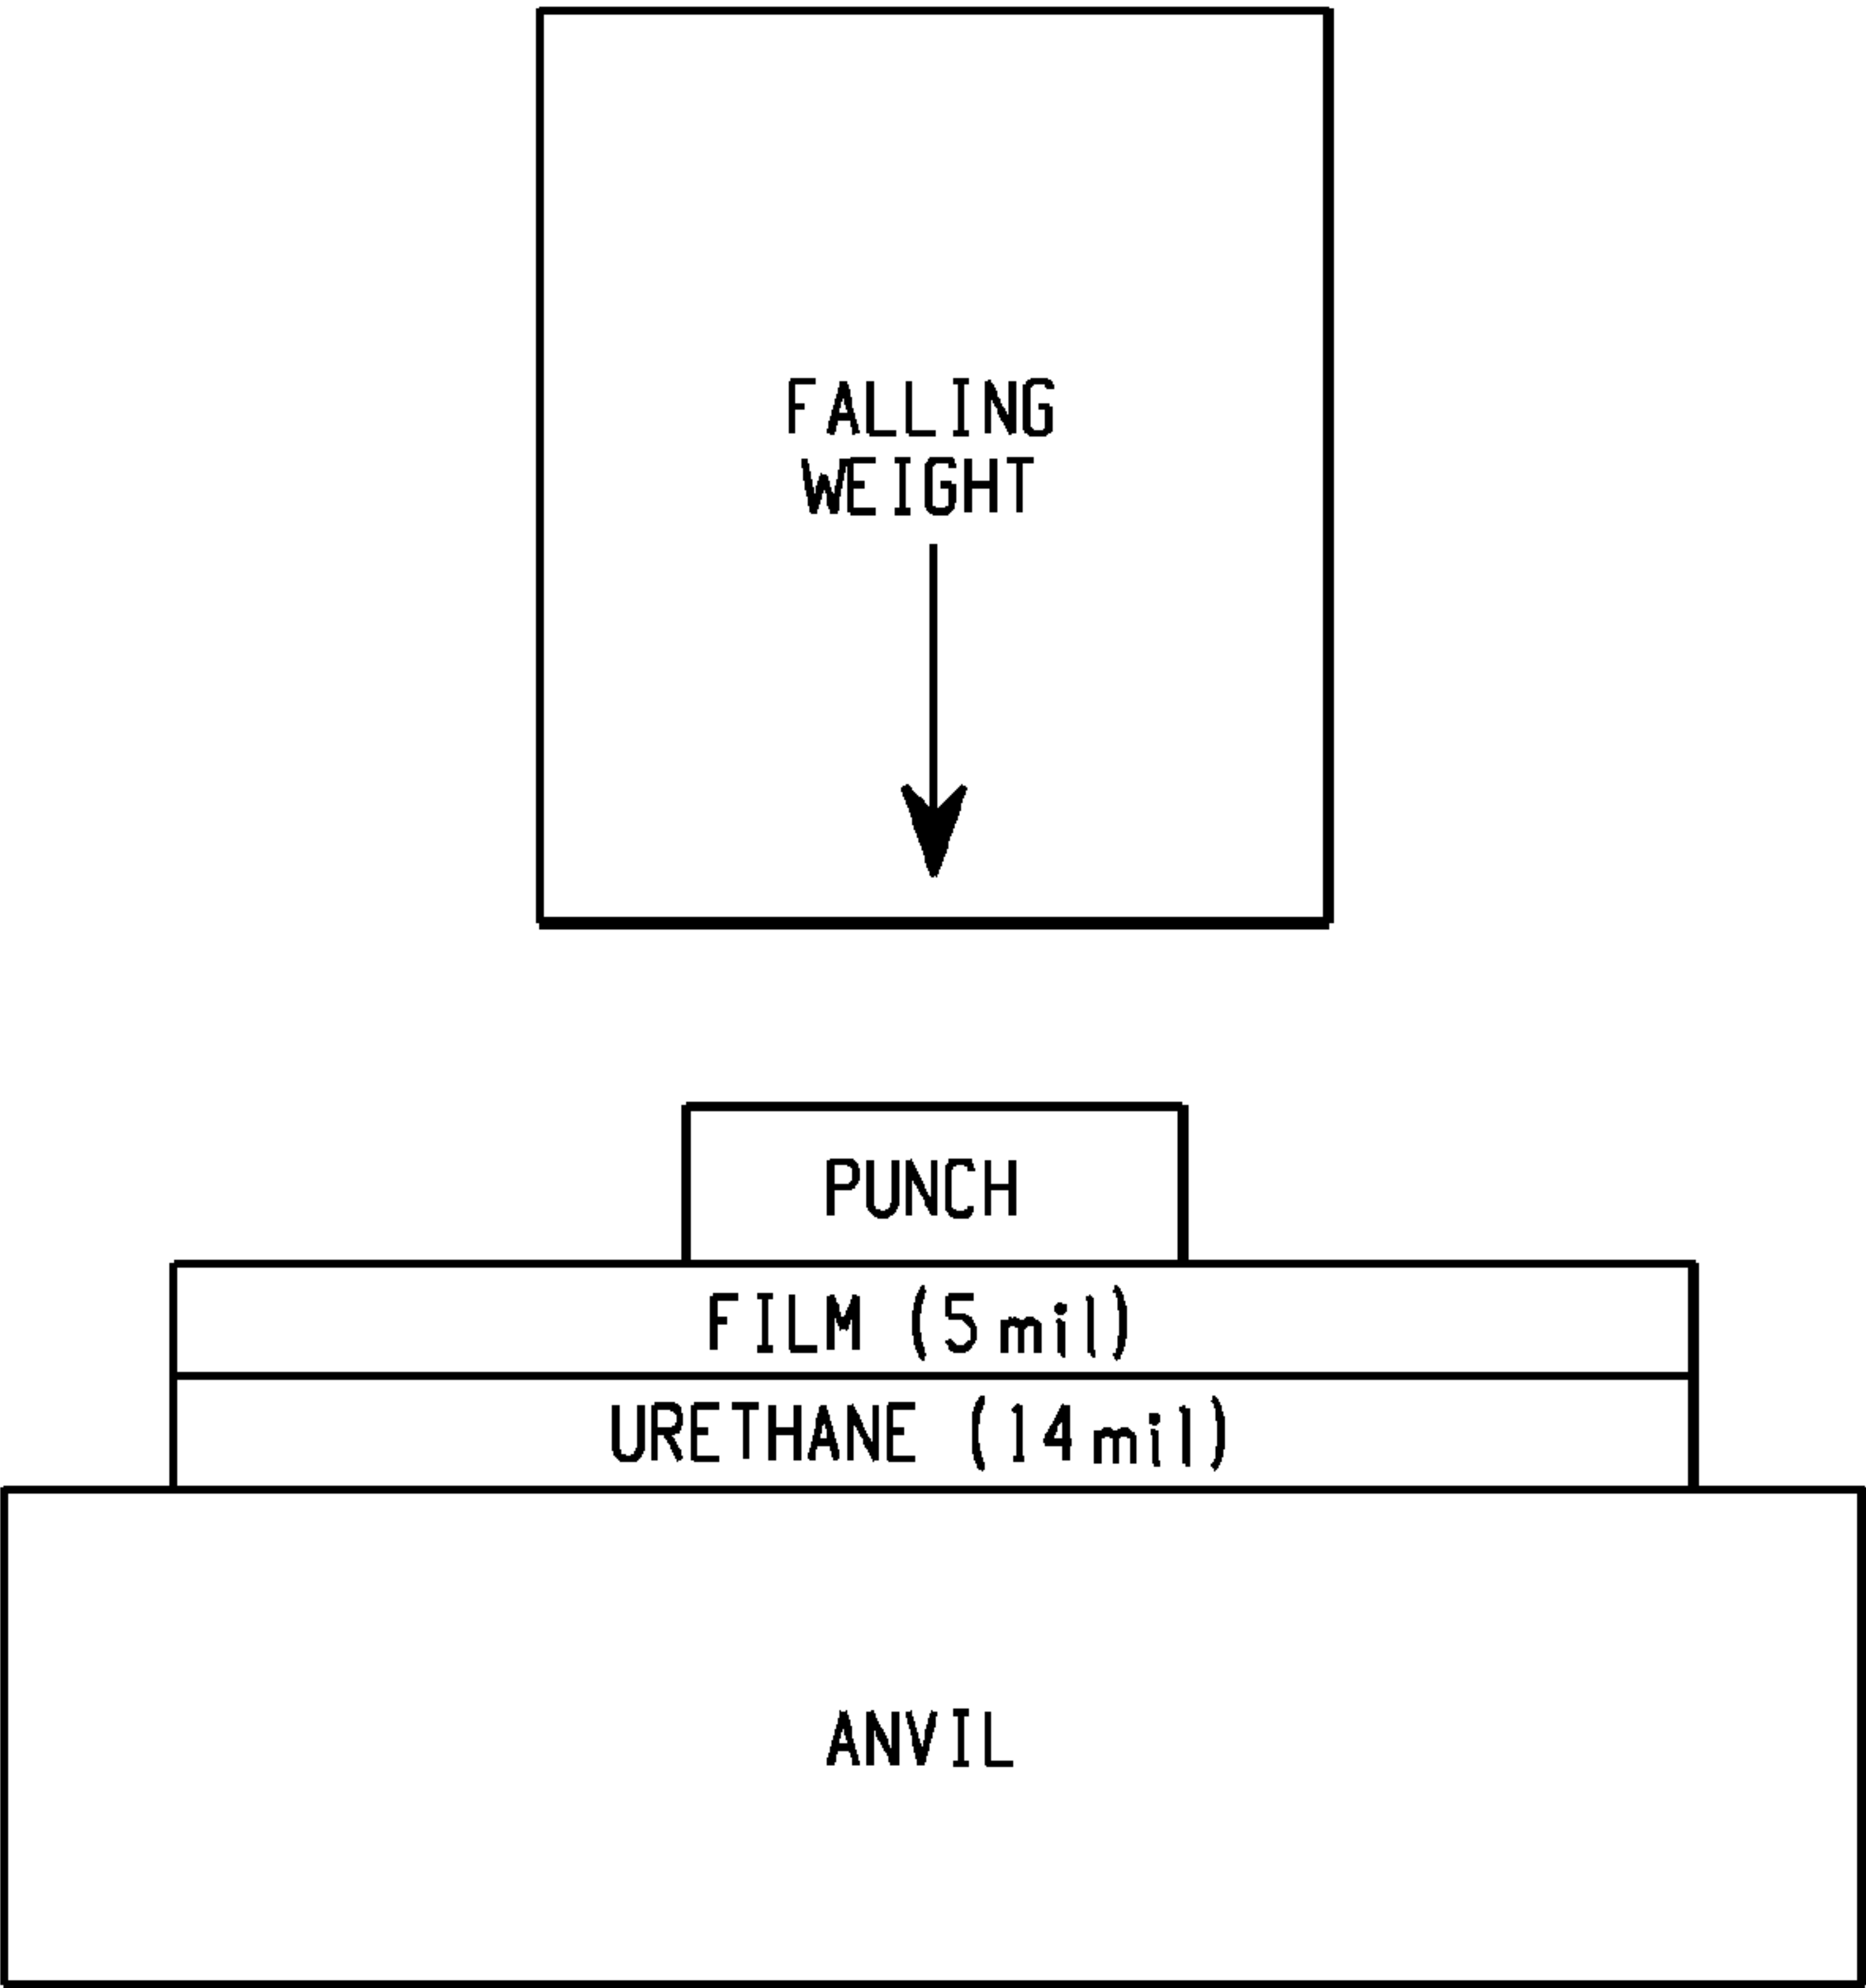 FALLING
WEIGHT
PUNCH
FILM (5 mil)
URETHANE (14 mil)
ANVIL